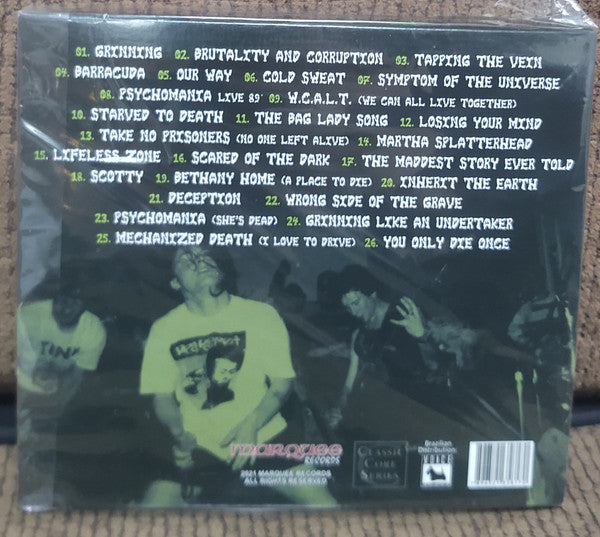 01. GRINNING 02. BRUTALITY AND CORRUPTION 03. TAPPING THE VEIN
04. BARRACUDA 05. OUR WAY 06. COLD SWEAT 07. SYMPTOM OF THE UNIVERSE
08. PSYCHOMANIA LIVE 89' 09. W.C.A.L.T. (WE CAN ALL LIVE TOGETHER)
10. STARVED TO DEATH 11. THE BAG LADY SONG 12. LOSING YOUR MIND
13. TAKE NO PRISONERS (NO ONE LEFT ALIVE) 14. MARTHA SPLATTERHEAD
15. LIFELESS ZONE 16. SCARED OF THE DARK 17. THE MADDEST STORY EVER TOLD
18. SCOTTY 19. BETHANY HOME (A PLACE TO DIE) 20. INHERIT THE EARTH
21. DECEPTION 22. WRONG SIDE OF THE GRAVE
23. PSYCHOMANIA (SHE'S DEAD) 24. GRINNING LIKE AN UNDERTAKER
25. MECHANIZED DEATH (I LOVE TO DRIVE) 26. YOU ONLY DIE ONCE
marquee
RECORDS
2021 MARQUEE RECORDS
ALL RIGHTS RESERVED
CLASSIC
CORE
SERIES
Brazilian
Distribution:
VOICE